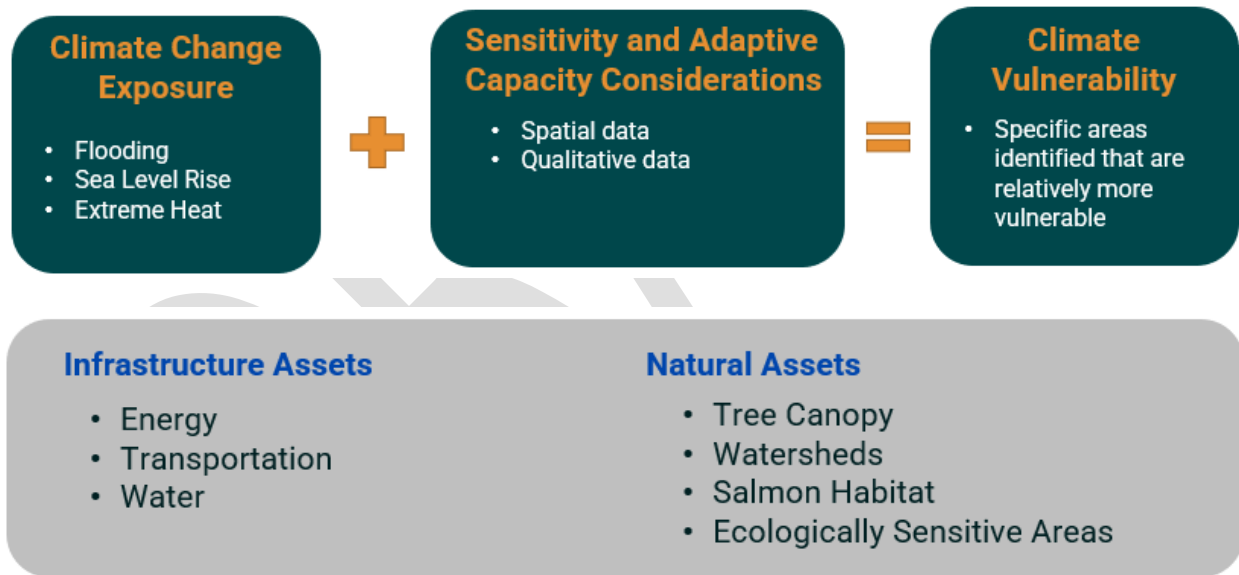 Climate Change
Exposure
• Flooding
• Sea Level Rise
• Extreme Heat
+
Sensitivity and Adaptive
Capacity Considerations
• Spatial data
• Qualitative data
=
Climate
Vulnerability
• Specific areas
identified that are
relatively more
vulnerable
Infrastructure Assets
• Energy
• Transportation
• Water
Natural Assets
• Tree Canopy
• Watersheds
• Salmon Habitat
• Ecologically Sensitive Areas